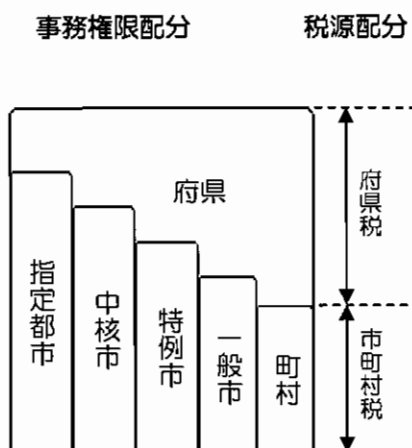 事務権限配分
税源配分
府県
府県税
指定都市
中核市
特例市
一般市
町村
市町村税